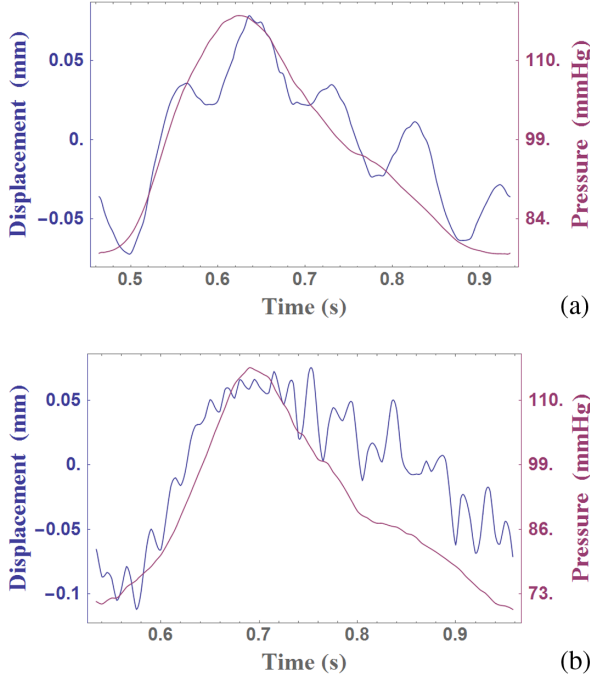 0.05
0.
−0.05
Displacement (mm)
110.
99.
84.
Pressure (mmHg)
0.5 0.6 0.7 0.8 0.9
Time (s)
(a)
0.05
0.
−0.05
−0.1
Displacement (mm)
110.
99.
86.
73.
Pressure (mmHg)
0.6 0.7 0.8 0.9
Time (s)
(b)